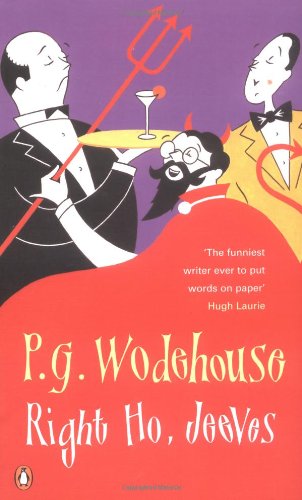 'The funniest
writer ever to put
words on paper'
Hugh Laurie
P.G. Wodehouse
Right Ho, Jeeves